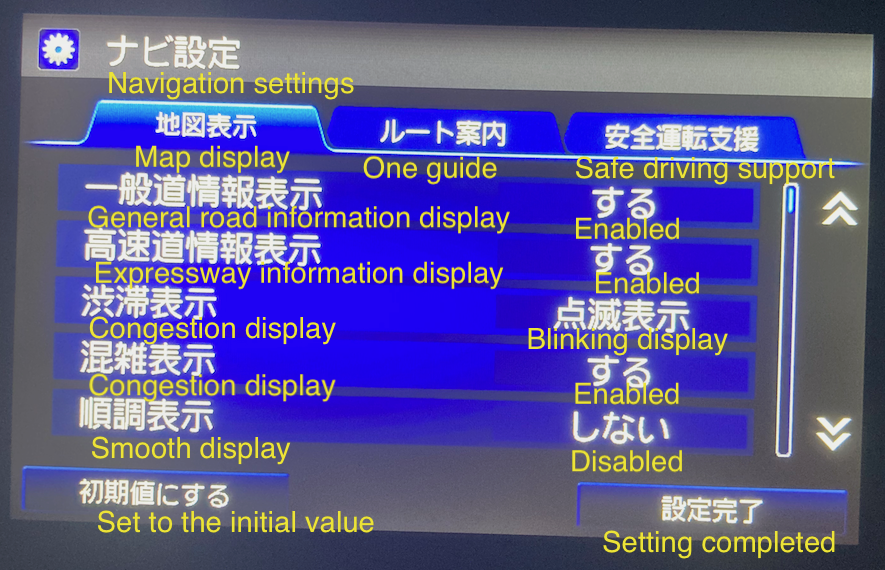 ナビ設定
Navigation settings
地図表示
Map display
ルート案内
One guide
安全運転支援
Safe driving support
一般道情報表示
する
General road information display
Enabled
高速道情報表示
する
Expressway information display
Enabled
渋滞表示
点滅表示
Congestion display
Blinking display
混雑表示
する
Congestion display
Enabled
順調表示
しない
Smooth display
Disabled
初期値にする
Set to the initial value
設定完了
Setting completed